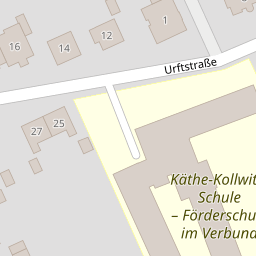 1
12
14
16
Urftstraße
25
27
Käthe-Kollwit
Schule
– Förderschu
im Verbund